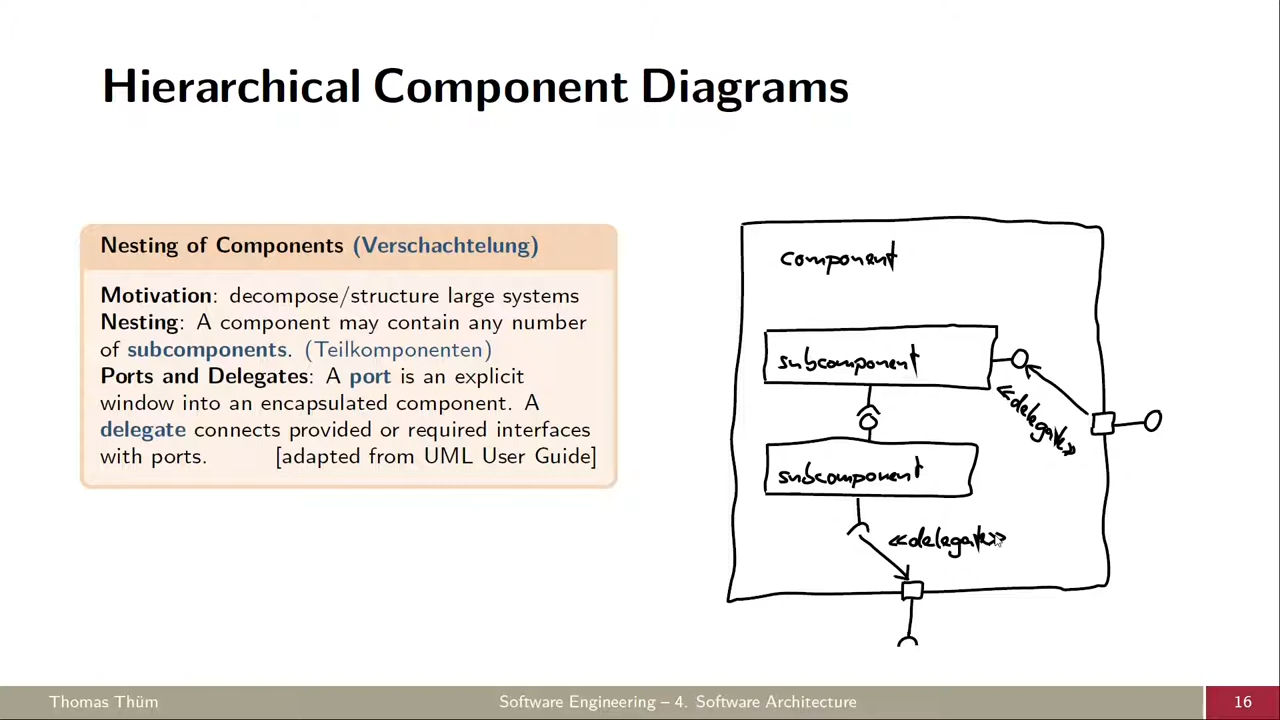 Hierarchical Component Diagrams
Nesting of Components (Verschachtelung)
Motivation: decompose/structure large systems
Nesting: A component may contain any number
of subcomponents. (Teilkomponenten)
Ports and Delegates: A port is an explicit
window into an encapsulated component. A
delegate connects provided or required interfaces
with ports. [adapted from UML User Guide]
component
subcomponent
«delegate»
subcomponent
«delegate»
Thomas Thüm
Software Engineering – 4. Software Architecture
16